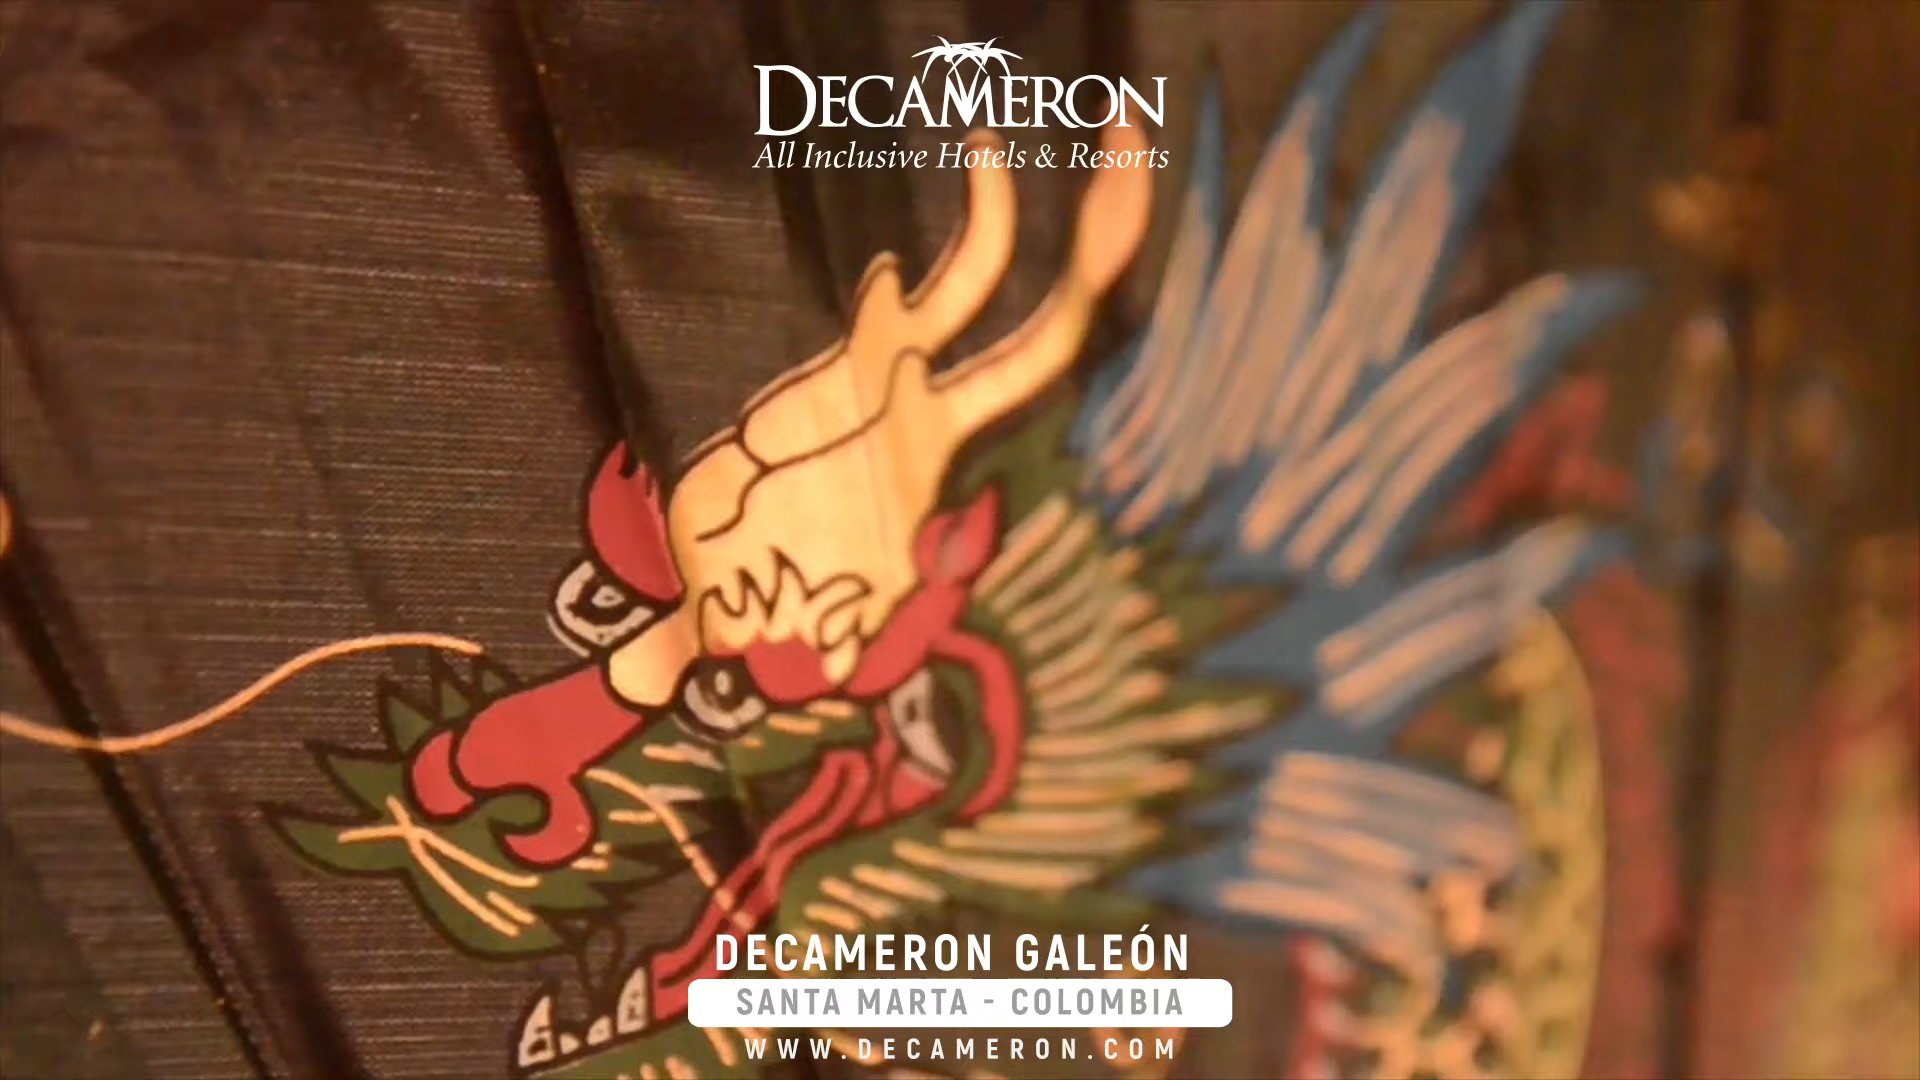 DECAMERON
All Inclusive Hotels & Resorts
DECAMERON GALEÓN
SANTA MARTA - COLOMBIA
WWW.DECAMERON.COM